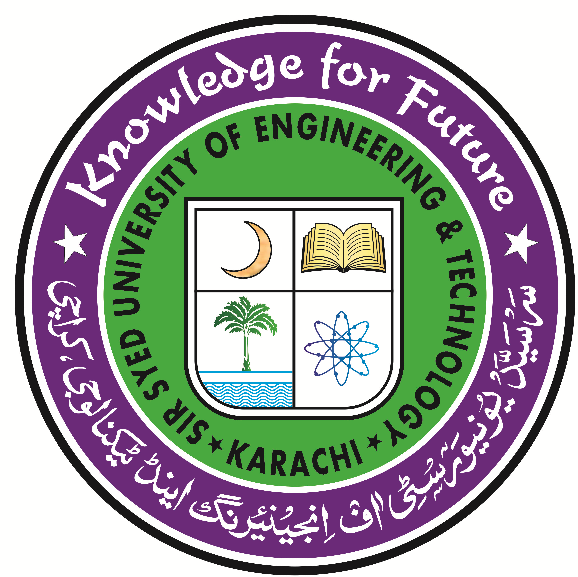 Knowledge for Future
SIR SYED UNIVERSITY OF ENGINEERING & TECHNOLOGY
KARACHI
سرسید یونیورسٹی آف انجینئرنگ اینڈ ٹیکنالوجی، کراچی